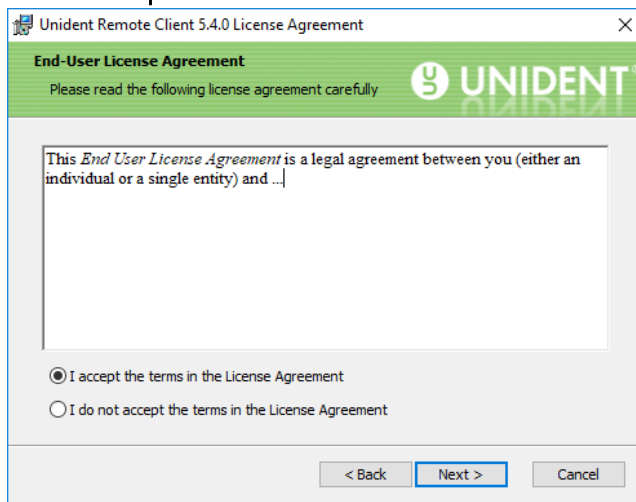 Unident Remote Client 5.4.0 License Agreement
End-User License Agreement
Please read the following license agreement carefully
UNIDENT
This End User License Agreement is a legal agreement between you (either an
individual or a single entity) and ...
I accept the terms in the License Agreement
I do not accept the terms in the License Agreement
< Back
Next >
Cancel